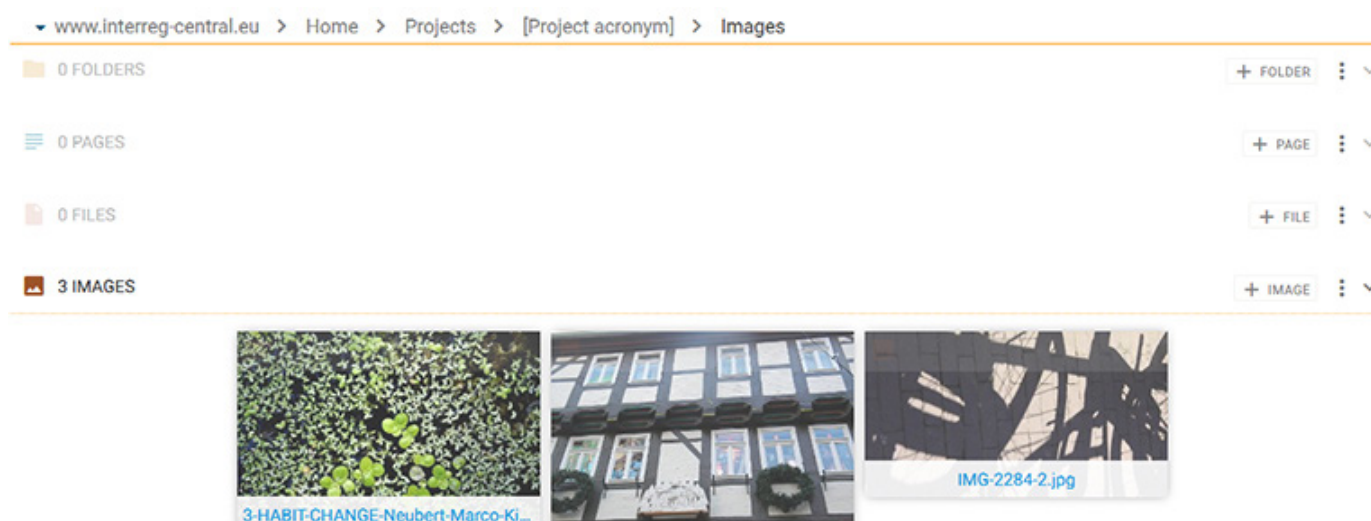 www.interreg-central.eu > Home > Projects > [Project acronym] > Images
0 FOLDERS + FOLDER
0 PAGES + PAGE
0 FILES + FILE
3 IMAGES + IMAGE
IMG-2284-2.jpg
3-HABIT-CHANGE-Neubert-Marco-Ki...